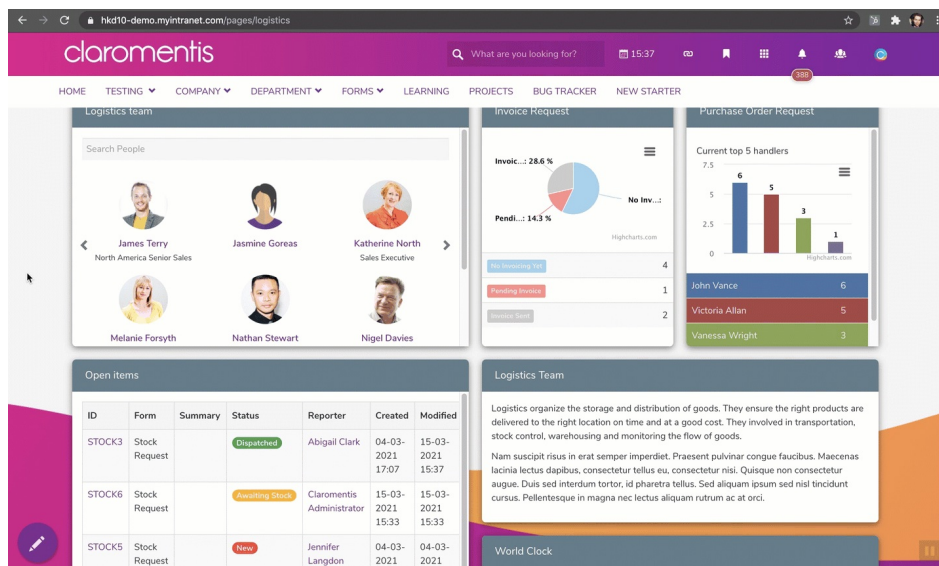 hkd10-demo.myintranet.com/pages/logistics
claromentis
What are you looking for?
15:37
388
HOME TESTING COMPANY DEPARTMENT FORMS LEARNING PROJECTS BUG TRACKER NEW STARTER
Logistics team
Search People
James Terry
North America Senior Sales
Jasmine Goreas
Katherine North
Sales Executive
Melanie Forsyth
Nathan Stewart
Nigel Davies
Invoice Request
Invoic...: 28.6 %
No Inv...:
Pendi...: 14.3 %
Highcharts.com
No Invoicing Yet 4
Pending Invoice 1
Invoice Sent 2
Purchase Order Request
Current top 5 handlers
7.5
5
2.5
0
6
5
3
1
Highcharts.com
John Vance 6
Victoria Allan 5
Vanessa Wright 3
Open items
ID Form Summary Status Reporter Created Modified
STOCK3 Stock Dispatched Abigail Clark 04-03- 15-03-
Request 2021 2021
17:07 15:37
STOCK6 Stock Awaiting Stock Claromentis 15-03- 15-03-
Request Administrator 2021 2021
15:33 15:33
STOCK5 Stock New Jennifer 04-03- 04-03-
Request Langdon 2021 2021
Logistics Team
Logistics organize the storage and distribution of goods. They ensure the right products are
delivered to the right location on time and at a good cost. They involved in transportation,
stock control, warehousing and monitoring the flow of goods.
Nam suscipit risus in erat semper imperdiet. Praesent pulvinar congue faucibus. Maecenas
lacinia lectus dapibus, consectetur tellus eu, consectetur nisi. Quisque non consectetur
augue. Duis sed interdum tortor, id pharetra tellus. Sed aliquam ipsum sed nisl tincidunt
cursus. Pellentesque in magna nec lectus aliquam rutrum ac at orci.
World Clock